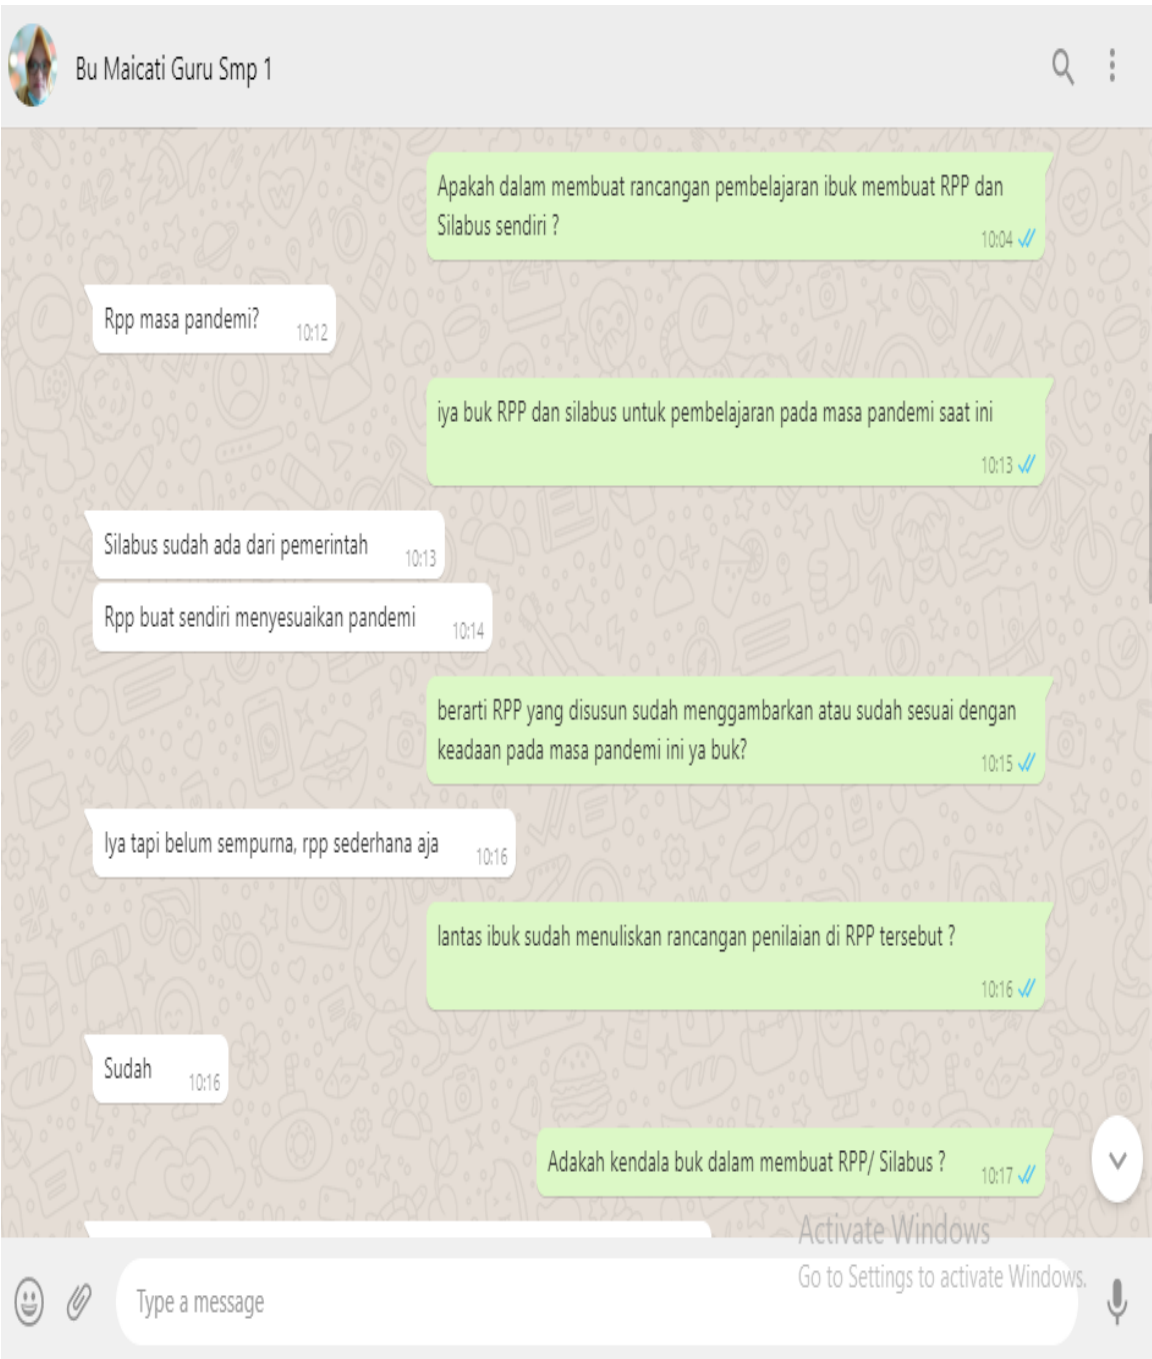 Bu Maicati Guru Smp 1
Apakah dalam membuat rancangan pembelajaran ibuk membuat RPP dan
Silabus sendiri ?
10:04
Rpp masa pandemi?
10:12
iya buk RPP dan silabus untuk pembelajaran pada masa pandemi saat ini
10:13
Silabus sudah ada dari pemerintah
10:13
Rpp buat sendiri menyesuaikan pandemi
10:14
berarti RPP yang disusun sudah menggambarkan atau sudah sesuai dengan
keadaan pada masa pandemi ini ya buk?
10:15
Iya tapi belum sempurna, rpp sederhana aja
10:16
lantas ibuk sudah menuliskan rancangan penilaian di RPP tersebut ?
10:16
Sudah
10:16
Adakah kendala buk dalam membuat RPP/ Silabus ?
10:17
Activate Windows
Go to Settings to activate Windows.
Type a message